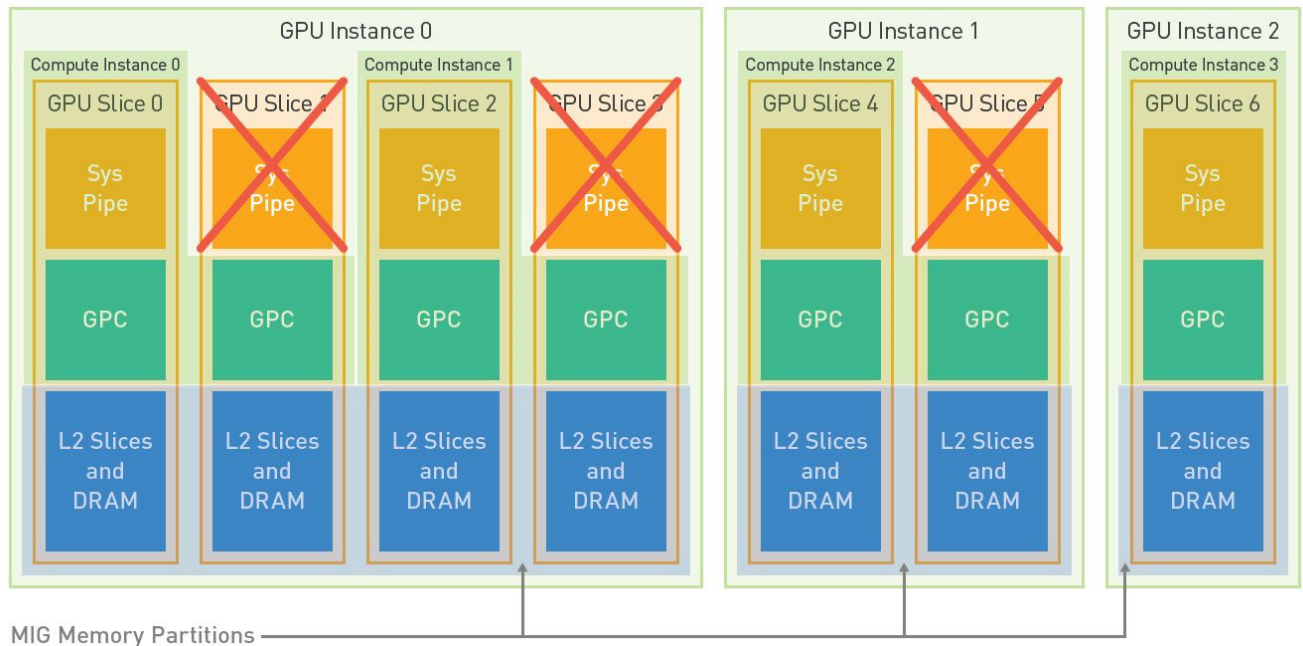 GPU Instance 0
GPU Instance 1
GPU Instance 2
Compute Instance 0
Compute Instance 1
Compute Instance 2
Compute Instance 3
GPU Slice 0
GPU Slice 1
GPU Slice 2
GPU Slice 3
GPU Slice 4
GPU Slice 5
GPU Slice 6
Sys
Pipe
Sys
Pipe
Sys
Pipe
Sys
Pipe
Sys
Pipe
Sys
Pipe
Sys
Pipe
GPC
GPC
GPC
GPC
GPC
GPC
GPC
L2 Slices
and
DRAM
L2 Slices
and
DRAM
L2 Slices
and
DRAM
L2 Slices
and
DRAM
L2 Slices
and
DRAM
L2 Slices
and
DRAM
L2 Slices
and
DRAM
MIG Memory Partitions